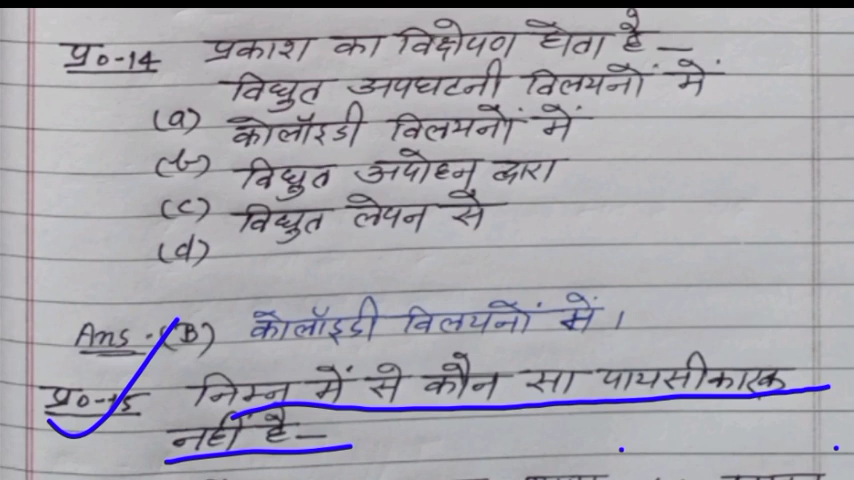 प्र०-14 प्रकाश का विक्षेपण होता है —
विधुत अपघटनी विलयनों में
(a) कोलॉइडी विलयनों में
(b) विधुत अपोहन द्वारा
(c) विधुत लेपन से
(d)
Ans.-(B) कोलॉइडी विलयनों में।
प्र०-15 निम्न में से कौन सा पायसीकारक
नहीं है —